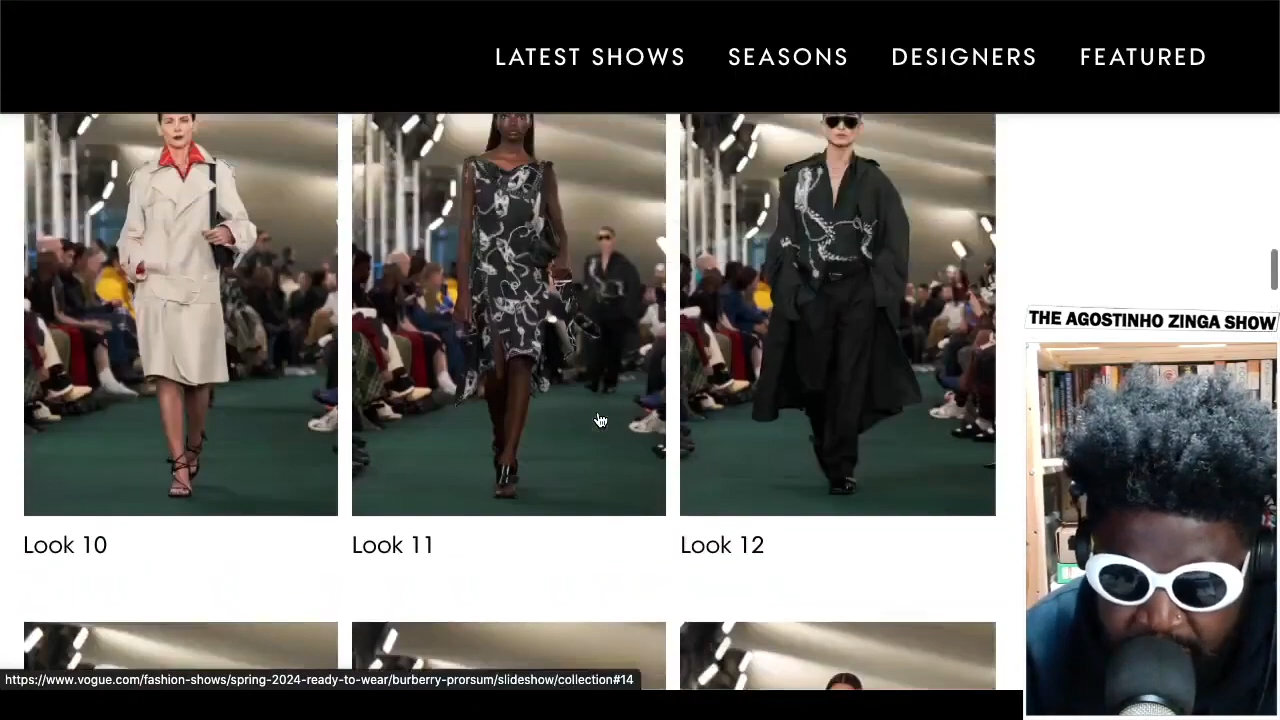 LATEST SHOWS SEASONS DESIGNERS FEATURED
THE AGOSTINHO ZINGA SHOW
Look 10 Look 11 Look 12
https://www.vogue.com/fashion-shows/spring-2024-ready-to-wear/burberry-prorsum/slideshow/collection#14